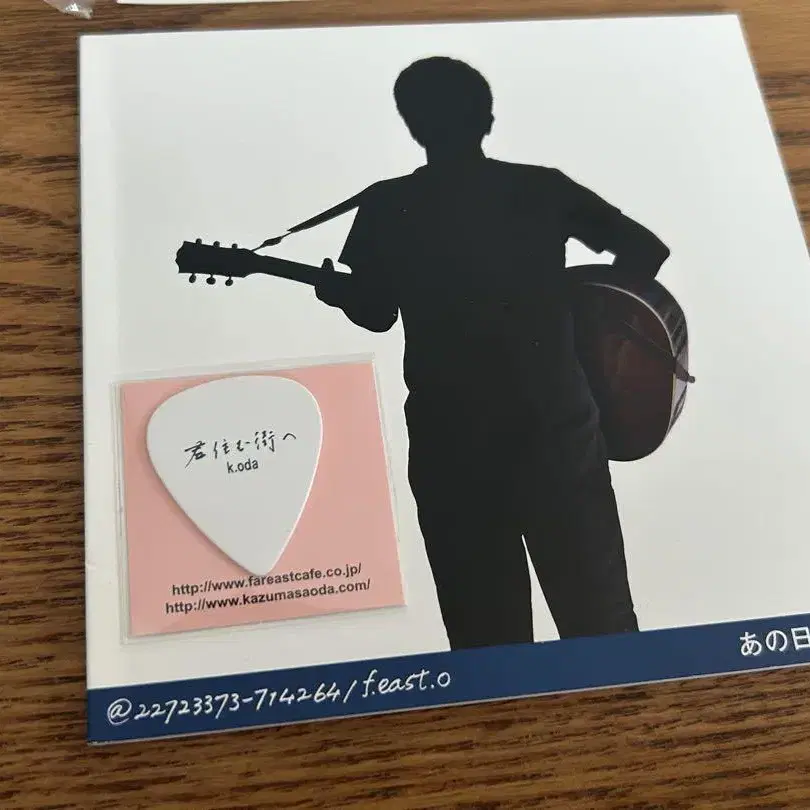 君住む街へ
k.oda
http://www.fareastcafe.co.jp/
http://www.kazumasaoda.com/
あの日
@22723373-714264/f.east.o